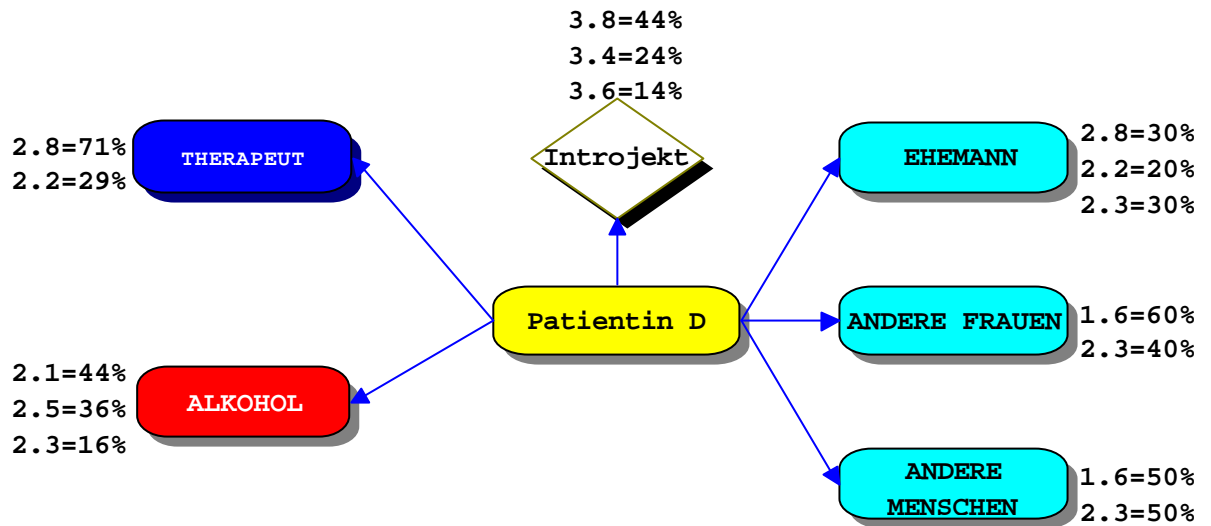 3.8=44%
3.4=24%
3.6=14%
Introjekt
2.8=71%
2.2=29%
THERAPEUT
EHEMANN
2.8=30%
2.2=20%
2.3=30%
Patientin D
ANDERE FRAUEN
1.6=60%
2.3=40%
2.1=44%
2.5=36%
2.3=16%
ALKOHOL
ANDERE
MENSCHEN
1.6=50%
2.3=50%